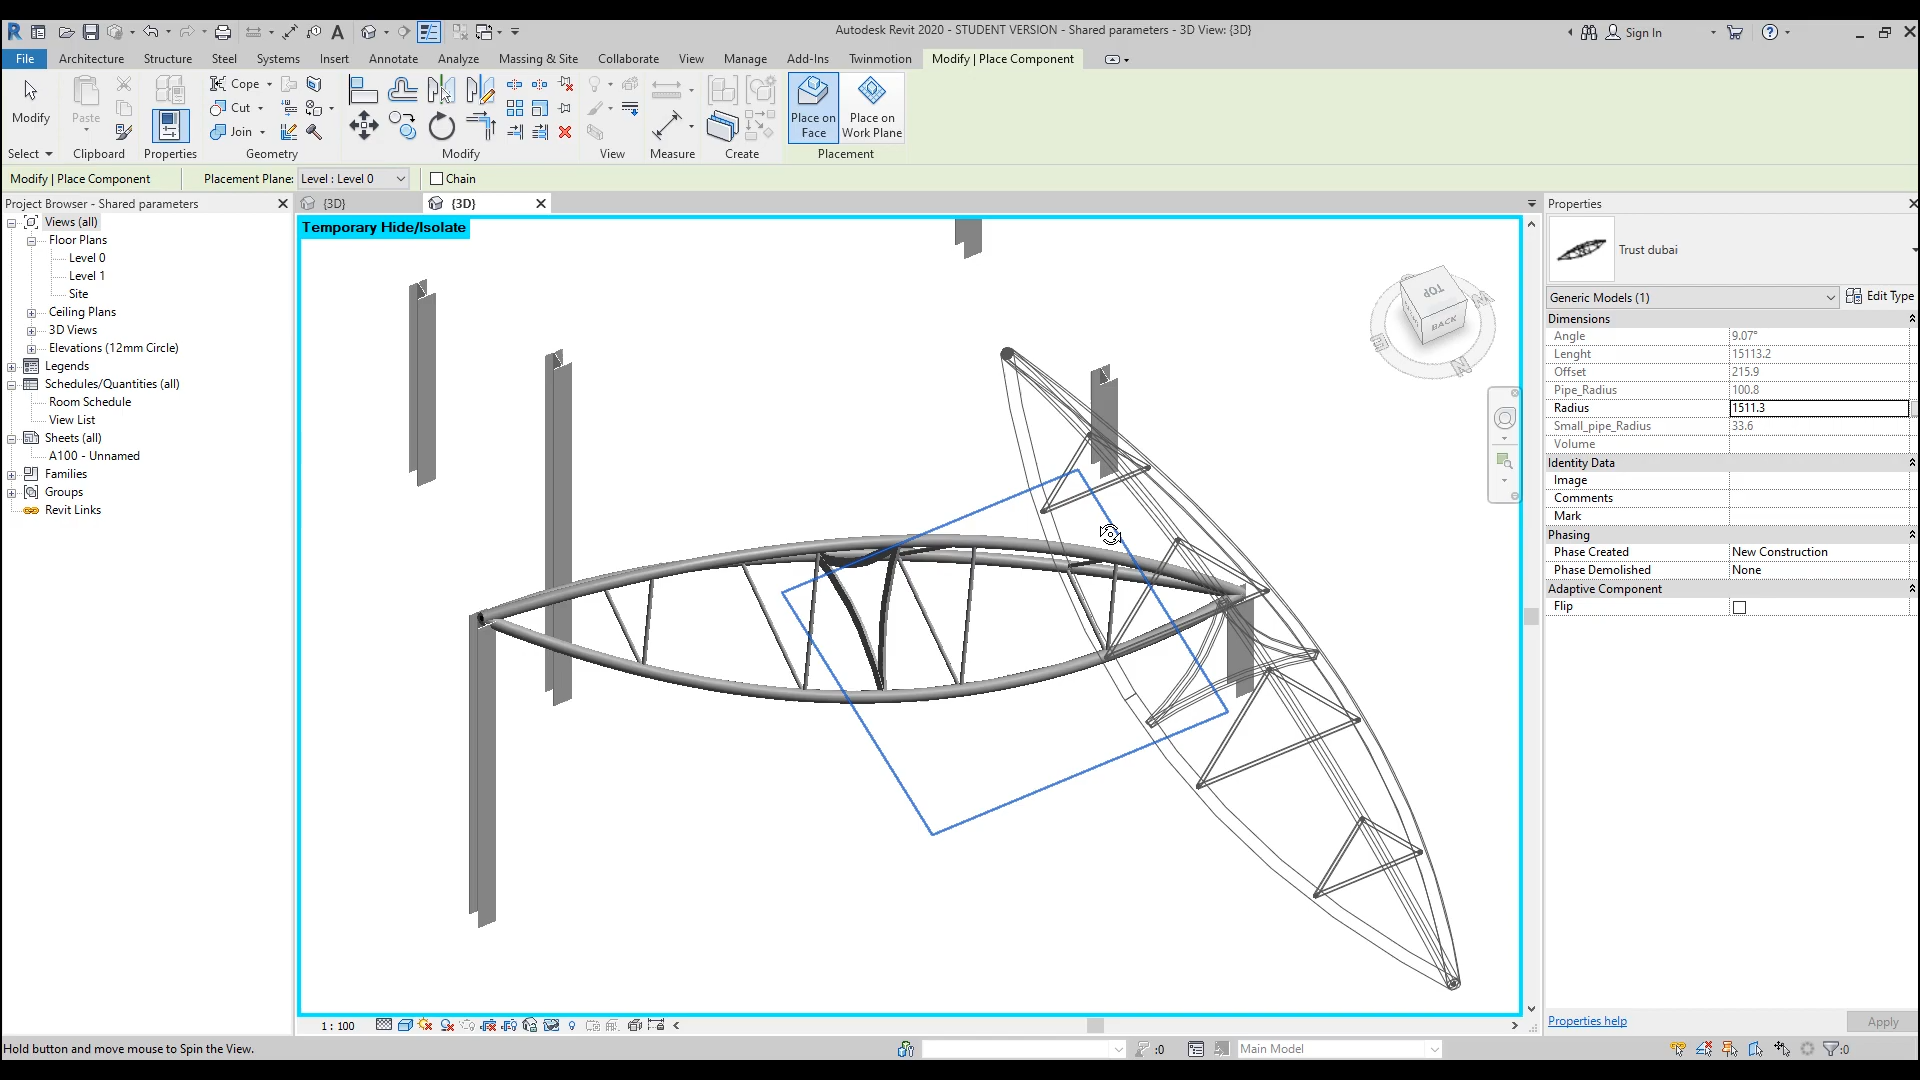 Autodesk Revit 2020 - STUDENT VERSION - Shared parameters - 3D View: {3D}
Sign In
File
Architecture
Structure
Steel
Systems
Insert
Annotate
Analyze
Massing & Site
Collaborate
View
Manage
Add-Ins
Twinmotion
Modify | Place Component
Modify
Paste
Cope
Cut
Join
Place on Face
Place on Work Plane
Select
Clipboard
Properties
Geometry
Modify
View
Measure
Create
Placement
Modify | Place Component
Placement Plane:
Level : Level 0
Chain
Project Browser - Shared parameters
{3D}
{3D}
Views (all)
Floor Plans
Level 0
Level 1
Site
Ceiling Plans
3D Views
Elevations (12mm Circle)
Legends
Schedules/Quantities (all)
Room Schedule
View List
Sheets (all)
A100 - Unnamed
Families
Groups
Revit Links
Temporary Hide/Isolate
TOP
BACK
N
E
Properties
Trust dubai
Generic Models (1)
Edit Type
Dimensions
Angle 9.07°
Lenght 15113.2
Offset 215.9
Pipe_Radius 100.8
Radius 1511.3
Small_pipe_Radius 33.6
Volume
Identity Data
Image
Comments
Mark
Phasing
Phase Created New Construction
Phase Demolished None
Adaptive Component
Flip
Properties help
Apply
1 : 100
Hold button and move mouse to Spin the View.
:0
Main Model
:0